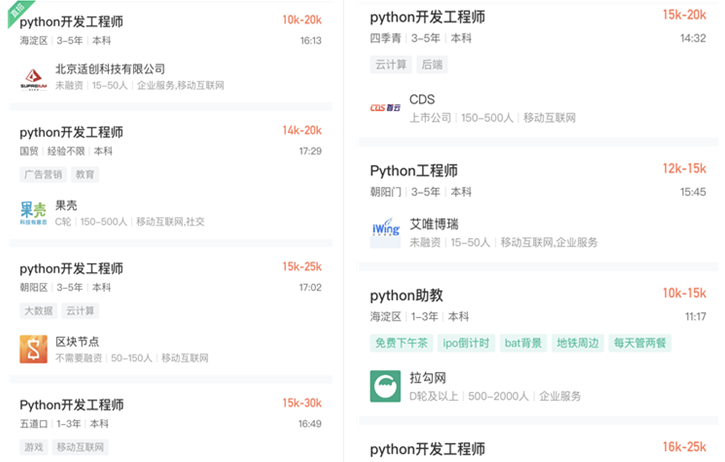 直招
python开发工程师
10k-20k
海淀区 | 3-5年 | 本科
16:13
SUPREIUM
北京适创科技有限公司
未融资 | 15-50人 | 企业服务,移动互联网
python开发工程师
14k-20k
国贸 | 经验不限 | 本科
17:29
广告营销 教育
果壳
科技有意思
果壳
C轮 | 150-500人 | 移动互联网,社交
python开发工程师
15k-25k
朝阳区 | 3-5年 | 本科
17:02
大数据 云计算
区块节点
不需要融资 | 50-150人 | 移动互联网
Python开发工程师
15k-30k
五道口 | 1-3年 | 本科
16:49
游戏 移动互联网
python开发工程师
15k-20k
四季青 | 3-5年 | 本科
14:32
云计算 后端
CDS 首云
CDS
上市公司 | 150-500人 | 移动互联网
Python工程师
12k-15k
朝阳门 | 3-5年 | 本科
15:45
iWing
艾唯博瑞
未融资 | 15-50人 | 移动互联网,企业服务
python助教
10k-15k
海淀区 | 1-3年 | 本科
11:17
免费下午茶 ipo倒计时 bat背景 地铁周边 每天管两餐
拉勾网
D轮及以上 | 500-2000人 | 企业服务
python开发工程师
16k-25k